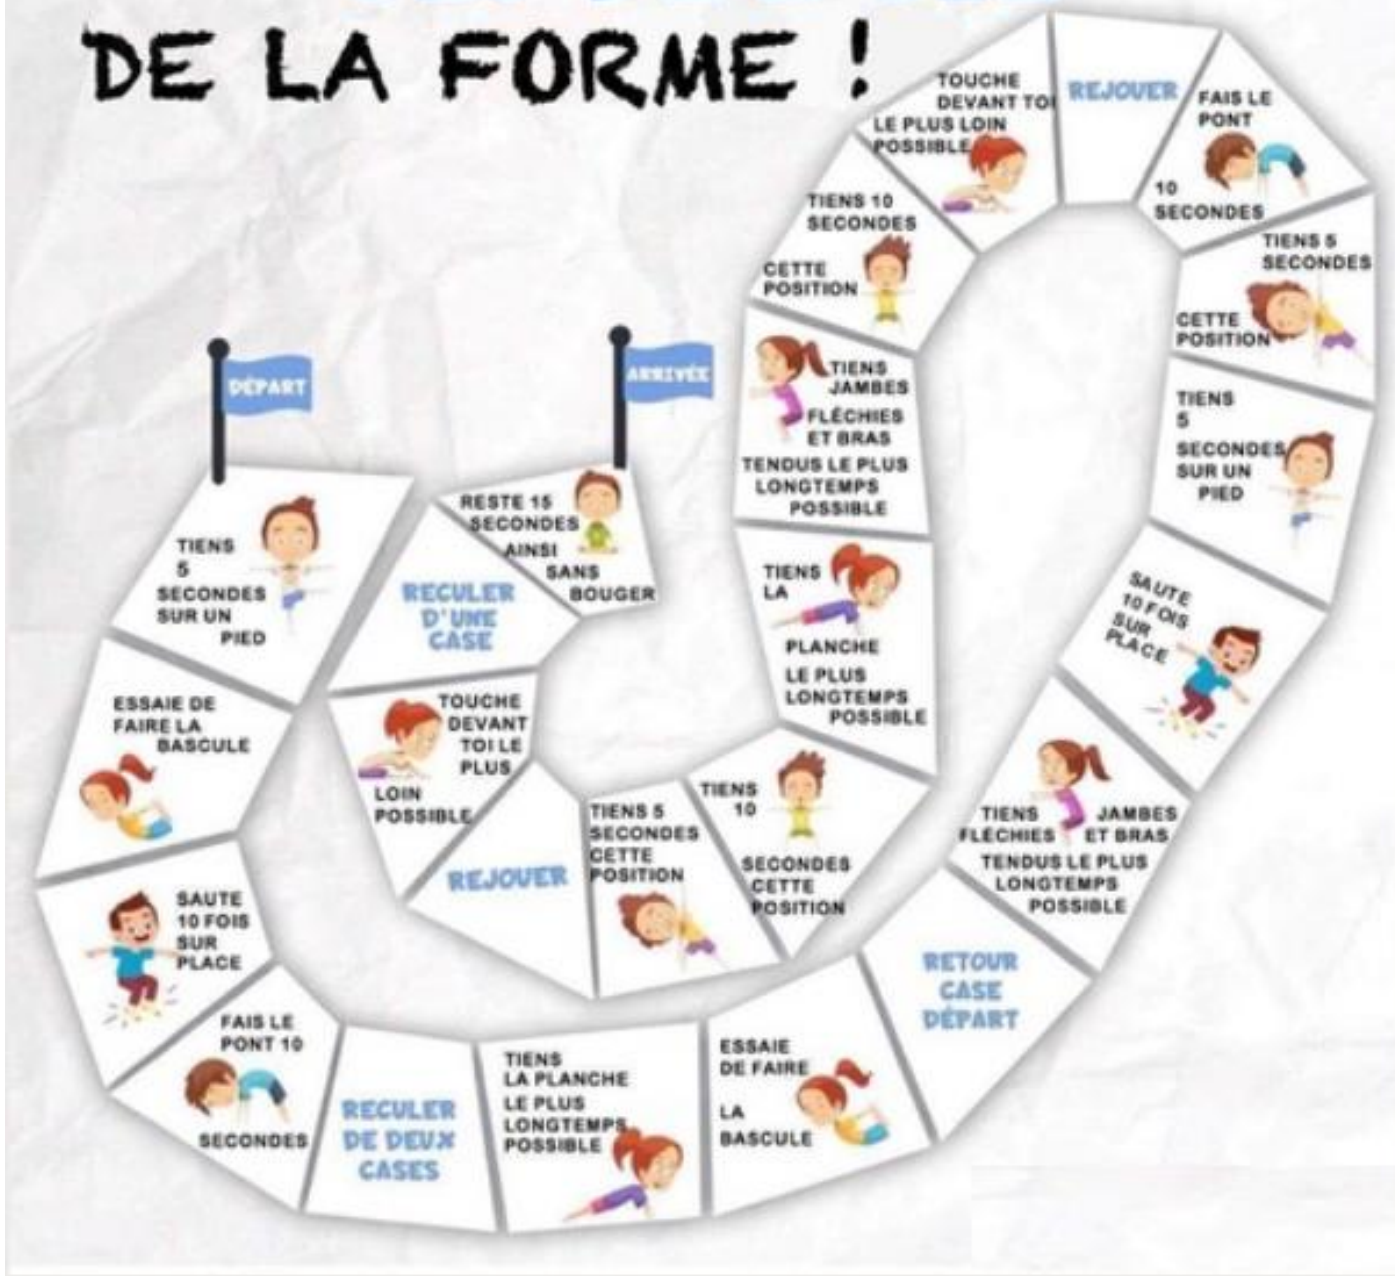 DE LA FORME !
DÉPART
TIENS
5
SECONDES
SUR UN
PIED
ESSAIE DE
FAIRE LA
BASCULE
SAUTE
10 FOIS
SUR
PLACE
FAIS LE
PONT 10
SECONDES
RECULER
DE DEUX
CASES
TIENS
LA PLANCHE
LE PLUS
LONGTEMPS
POSSIBLE
ESSAIE
DE FAIRE
LA
BASCULE
RETOUR
CASE
DÉPART
TIENS JAMBES
FLÉCHIES ET BRAS
TENDUS LE PLUS
LONGTEMPS
POSSIBLE
SAUTE
10 FOIS
SUR
PLACE
TIENS
5
SECONDES
SUR UN
PIED
TIENS 5
SECONDES
CETTE
POSITION
FAIS LE
PONT
10
SECONDES
REJOUER
TOUCHE
DEVANT TOI
LE PLUS LOIN
POSSIBLE
TIENS 10
SECONDES
CETTE
POSITION
TIENS
JAMBES
FLÉCHIES
ET BRAS
TENDUS LE PLUS
LONGTEMPS
POSSIBLE
TIENS
LA
PLANCHE
LE PLUS
LONGTEMPS
POSSIBLE
TIENS
10
SECONDES
CETTE
POSITION
TIENS 5
SECONDES
CETTE
POSITION
REJOUER
TOUCHE
DEVANT
TOI LE
PLUS
LOIN
POSSIBLE
RECULER
D'UNE
CASE
RESTE 15
SECONDES
AINSI
SANS
BOUGER
ARRIVÉE